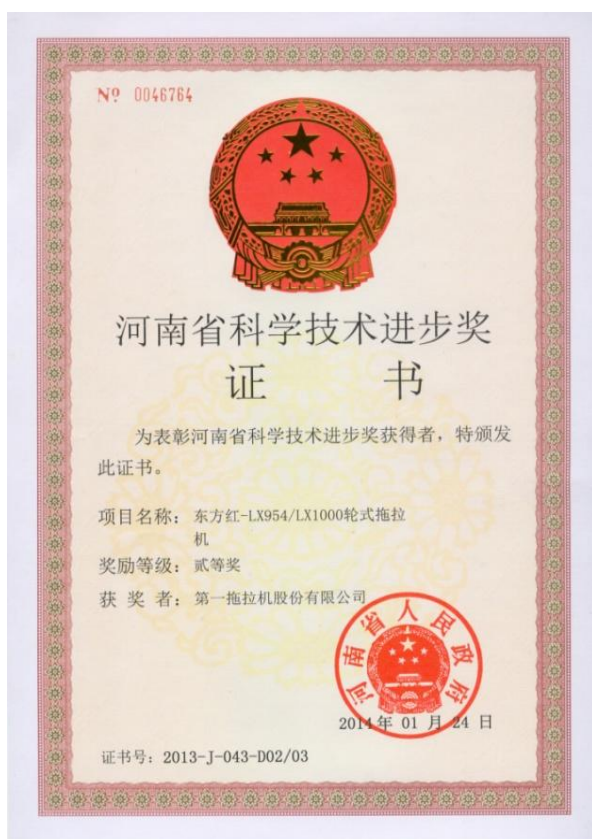 Nº 0046764
河南省科学技术进步奖
证 书
为表彰河南省科学技术进步奖获得者，特颁发
此证书。
项目名称：东方红-LX954/LX1000轮式拖拉
机
奖励等级：贰等奖
获 奖 者：第一拖拉机股份有限公司
河南省人民政府
2014年 01 月 24 日
证书号：2013-J-043-D02/03